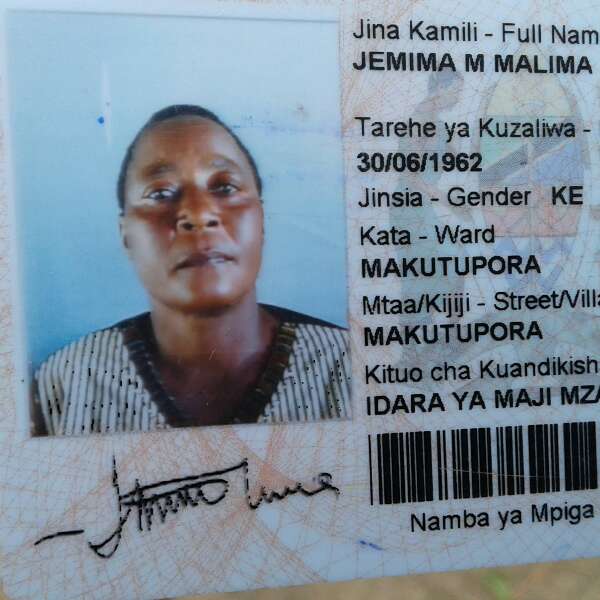 Jina Kamili - Full Nam
JEMIMA M MALIMA
Tarehe ya Kuzaliwa -
30/06/1962
Jinsia - Gender KE
Kata - Ward
MAKUTUPORA
Mtaa/Kijiji - Street/Villa
MAKUTUPORA
Kituo cha Kuandikish
IDARA YA MAJI MZA
Namba ya Mpiga